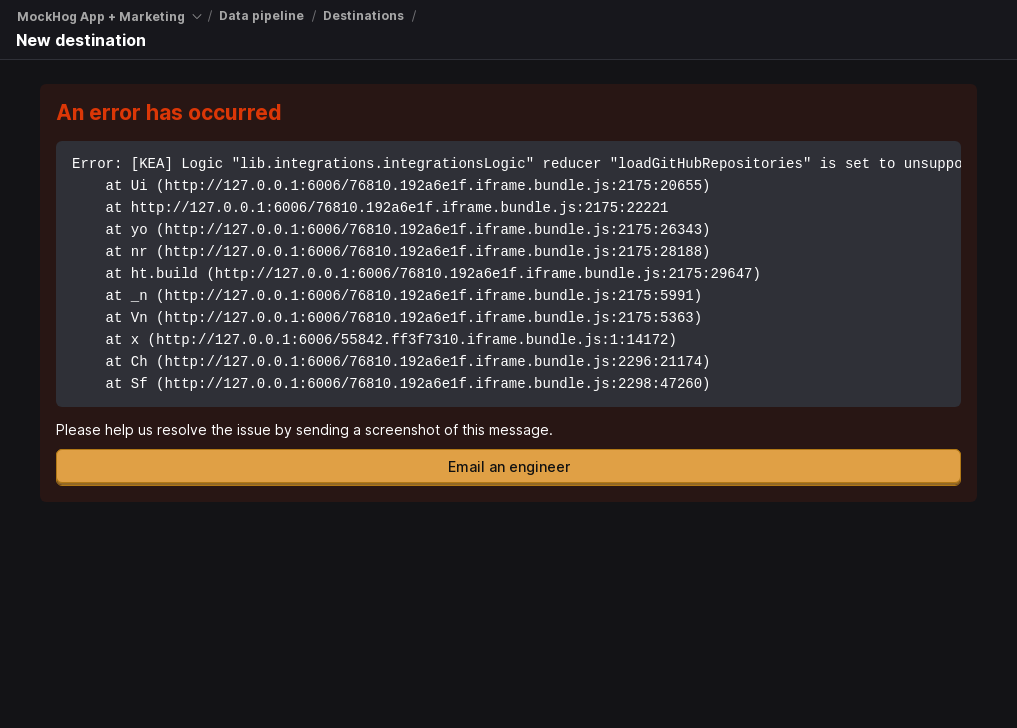 MockHog App + Marketing / Data pipeline / Destinations /
New destination
An error has occurred
Error: [KEA] Logic "lib.integrations.integrationsLogic" reducer "loadGitHubRepositories" is set to unsuppo
at Ui (http://127.0.0.1:6006/76810.192a6e1f.iframe.bundle.js:2175:20655)
at http://127.0.0.1:6006/76810.192a6e1f.iframe.bundle.js:2175:22221
at yo (http://127.0.0.1:6006/76810.192a6e1f.iframe.bundle.js:2175:26343)
at nr (http://127.0.0.1:6006/76810.192a6e1f.iframe.bundle.js:2175:28188)
at ht.build (http://127.0.0.1:6006/76810.192a6e1f.iframe.bundle.js:2175:29647)
at _n (http://127.0.0.1:6006/76810.192a6e1f.iframe.bundle.js:2175:5991)
at Vn (http://127.0.0.1:6006/76810.192a6e1f.iframe.bundle.js:2175:5363)
at x (http://127.0.0.1:6006/55842.ff3f7310.iframe.bundle.js:1:14172)
at Ch (http://127.0.0.1:6006/76810.192a6e1f.iframe.bundle.js:2296:21174)
at Sf (http://127.0.0.1:6006/76810.192a6e1f.iframe.bundle.js:2298:47260)
Please help us resolve the issue by sending a screenshot of this message.
Email an engineer